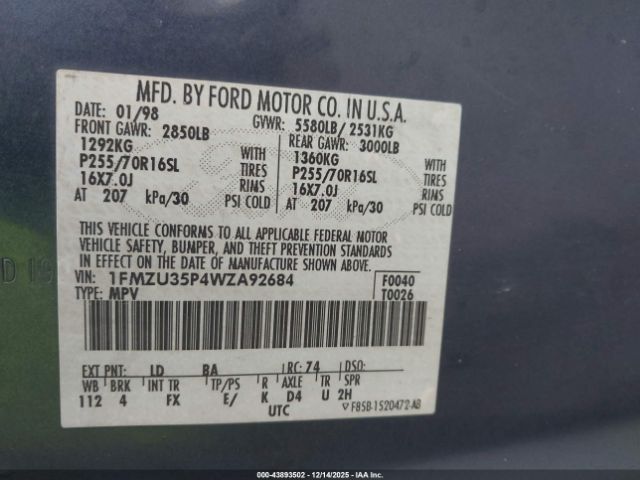 MFD. BY FORD MOTOR CO. IN U.S.A.
DATE: 01/98 GVWR: 5580LB/ 2531KG
FRONT GAWR: 2850LB REAR GAWR: 3000LB
1292KG WITH 1360KG WITH
P255/70R16SL TIRES P255/70R16SL TIRES
16X7.0J RIMS 16X7.0J RIMS
AT 207 kPa/30 PSI COLD AT 207 kPa/30 PSI COLD
THIS VEHICLE CONFORMS TO ALL APPLICABLE FEDERAL MOTOR
VEHICLE SAFETY, BUMPER, AND THEFT PREVENTION STANDARDS
IN EFFECT ON THE DATE OF MANUFACTURE SHOWN ABOVE.
VIN: 1FMZU35P4WZA92684 F0040
TYPE: MPV T0026
EXT PNT: LD BA RC: 74 DSO:
WB BRK INT TR TP/PS R AXLE TR SPR
112 4 FX E/ K D4 U 2H
UTC F85B-1520472-AB
000-43893502 - 12/14/2025 - IAA Inc.